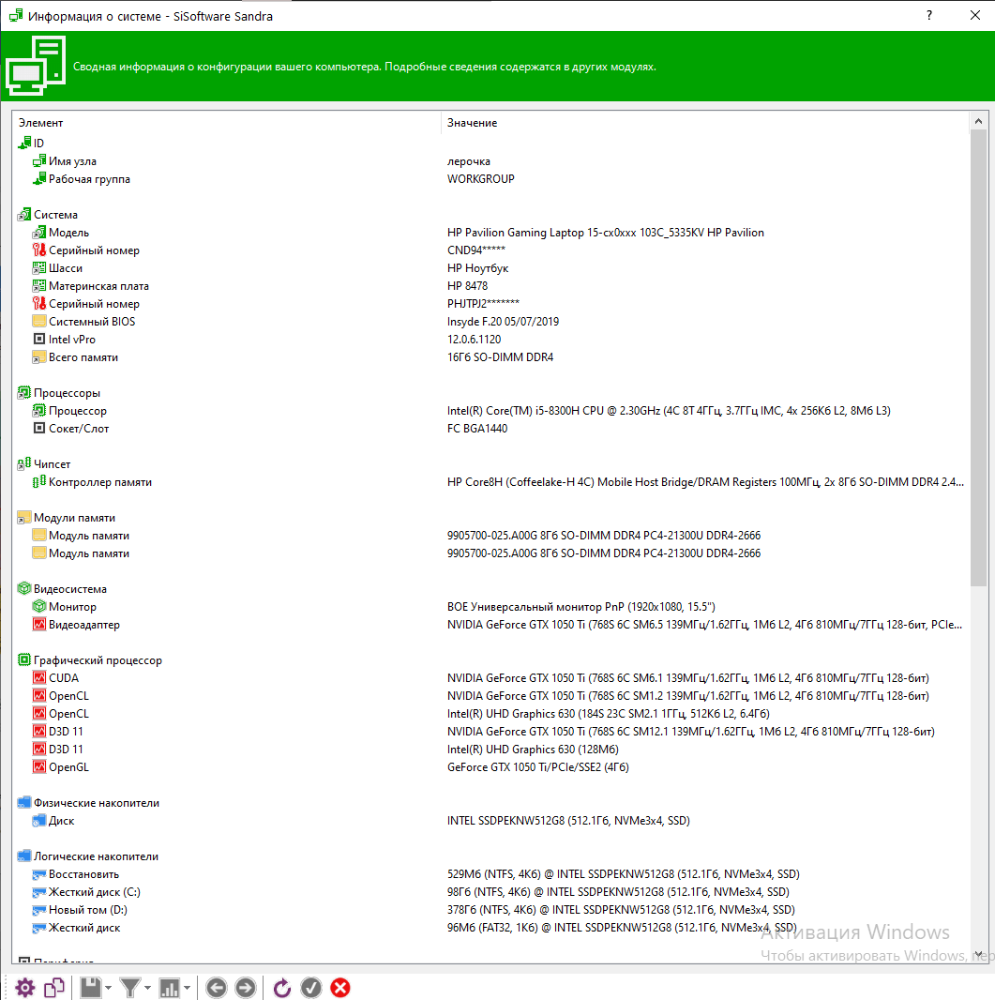 Информация о системе - SiSoftware Sandra
Сводная информация о конфигурации вашего компьютера. Подробные сведения содержатся в других модулях.
Элемент Значение
ID
Имя узла лерочка
Рабочая группа WORKGROUP
Система
Модель HP Pavilion Gaming Laptop 15-cx0xxx 103C_5335KV HP Pavilion
Серийный номер CND94*****
Шасси HP Ноутбук
Материнская плата HP 8478
Серийный номер PHJTPJ2*******
Системный BIOS Insyde F.20 05/07/2019
Intel vPro 12.0.6.1120
Всего памяти 16Гб SO-DIMM DDR4
Процессоры
Процессор Intel(R) Core(TM) i5-8300H CPU @ 2.30GHz (4C 8T 4ГГц, 3.7ГГц IMC, 4x 256Кб L2, 8Мб L3)
Сокет/Слот FC BGA1440
Чипсет
Контроллер памяти HP Core8H (Coffeelake-H 4C) Mobile Host Bridge/DRAM Registers 100МГц, 2x 8Гб SO-DIMM DDR4 2.4...
Модули памяти
Модуль памяти 9905700-025.A00G 8Гб SO-DIMM DDR4 PC4-21300U DDR4-2666
Модуль памяти 9905700-025.A00G 8Гб SO-DIMM DDR4 PC4-21300U DDR4-2666
Видеосистема
Монитор BOE Универсальный монитор PnP (1920x1080, 15.5")
Видеоадаптер NVIDIA GeForce GTX 1050 Ti (768S 6C SM6.5 139МГц/1.62ГГц, 1Мб L2, 4Гб 810МГц/7ГГц 128-бит, PCIe...
Графический процессор
CUDA NVIDIA GeForce GTX 1050 Ti (768S 6C SM6.1 139МГц/1.62ГГц, 1Мб L2, 4Гб 810МГц/7ГГц 128-бит)
OpenCL NVIDIA GeForce GTX 1050 Ti (768S 6C SM1.2 139МГц/1.62ГГц, 1Мб L2, 4Гб 810МГц/7ГГц 128-бит)
OpenCL Intel(R) UHD Graphics 630 (184S 23C SM2.1 1ГГц, 512Кб L2, 6.4Гб)
D3D 11 NVIDIA GeForce GTX 1050 Ti (768S 6C SM12.1 139МГц/1.62ГГц, 1Мб L2, 4Гб 810МГц/7ГГц 128-бит)
D3D 11 Intel(R) UHD Graphics 630 (128Мб)
OpenGL GeForce GTX 1050 Ti/PCIe/SSE2 (4Гб)
Физические накопители
Диск INTEL SSDPEKNW512G8 (512.1Гб, NVMe3x4, SSD)
Логические накопители
Восстановить 529Мб (NTFS, 4Кб) @ INTEL SSDPEKNW512G8 (512.1Гб, NVMe3x4, SSD)
Жесткий диск (C:) 98Гб (NTFS, 4Кб) @ INTEL SSDPEKNW512G8 (512.1Гб, NVMe3x4, SSD)
Новый том (D:) 378Гб (NTFS, 4Кб) @ INTEL SSDPEKNW512G8 (512.1Гб, NVMe3x4, SSD)
Жесткий диск 96Мб (FAT32, 1Кб) @ INTEL SSDPEKNW512G8 (512.1Гб, NVMe3x4, SSD)
Активация Windows
Чтобы активировать Windows,